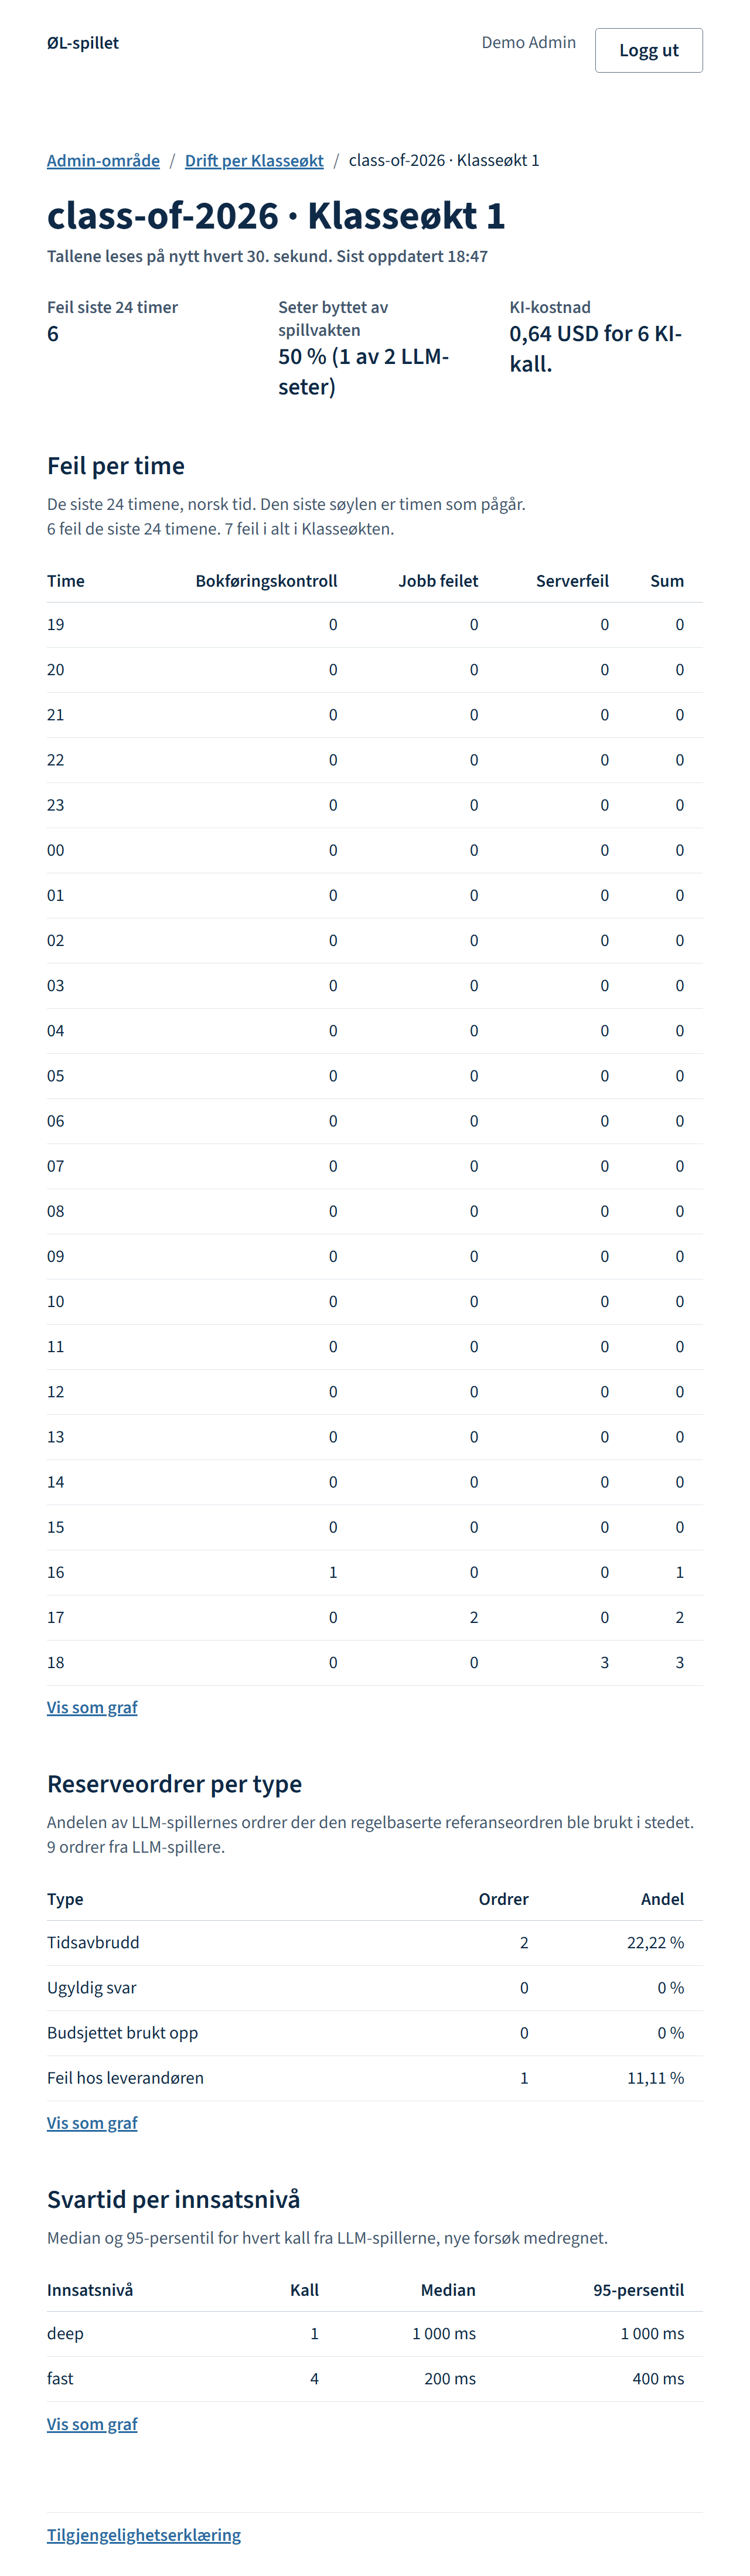 ØL-spillet
Demo Admin
Logg ut
Admin-område / Drift per Klasseøkt / class-of-2026 · Klasseøkt 1
class-of-2026 · Klasseøkt 1
Tallene leses på nytt hvert 30. sekund. Sist oppdatert 18:47
Feil siste 24 timer
6
Seter byttet av
spillvakten
50 % (1 av 2 LLM-
seter)
KI-kostnad
0,64 USD for 6 KI-
kall.
Feil per time
De siste 24 timene, norsk tid. Den siste søylen er timen som pågår.
6 feil de siste 24 timene. 7 feil i alt i Klasseøkten.
Time Bokføringskontroll Jobb feilet Serverfeil Sum
19 0 0 0 0
20 0 0 0 0
21 0 0 0 0
22 0 0 0 0
23 0 0 0 0
00 0 0 0 0
01 0 0 0 0
02 0 0 0 0
03 0 0 0 0
04 0 0 0 0
05 0 0 0 0
06 0 0 0 0
07 0 0 0 0
08 0 0 0 0
09 0 0 0 0
10 0 0 0 0
11 0 0 0 0
12 0 0 0 0
13 0 0 0 0
14 0 0 0 0
15 0 0 0 0
16 1 0 0 1
17 0 2 0 2
18 0 0 3 3
Vis som graf
Reserveordrer per type
Andelen av LLM-spillernes ordrer der den regelbaserte referanseordren ble brukt i stedet.
9 ordrer fra LLM-spillere.
Type Ordrer Andel
Tidsavbrudd 2 22,22 %
Ugyldig svar 0 0 %
Budsjettet brukt opp 0 0 %
Feil hos leverandøren 1 11,11 %
Vis som graf
Svartid per innsatsnivå
Median og 95-persentil for hvert kall fra LLM-spillerne, nye forsøk medregnet.
Innsatsnivå Kall Median 95-persentil
deep 1 1 000 ms 1 000 ms
fast 4 200 ms 400 ms
Vis som graf
Tilgjengelighetserklæring